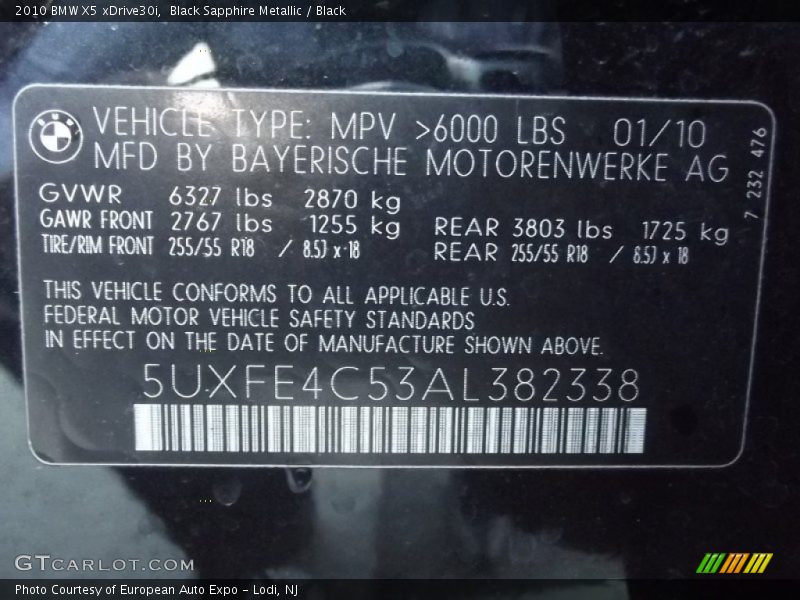 2010 BMW X5 xDrive30i,  Black Sapphire Metallic / Black
BMW VEHICLE TYPE: MPV >6000 LBS 01/10
MFD BY BAYERISCHE MOTORENWERKE AG
7 232 476
GVWR 6327 lbs 2870 kg
GAWR FRONT 2767 lbs 1255 kg REAR 3803 lbs 1725 kg
TIRE/RIM FRONT 255/55 R18 / 8.5J x 18 REAR 255/55 R18 / 8.5J x 18
THIS VEHICLE CONFORMS TO ALL APPLICABLE U.S.
FEDERAL MOTOR VEHICLE SAFETY STANDARDS
IN EFFECT ON THE DATE OF MANUFACTURE SHOWN ABOVE.
5UXFE4C53AL382338
GTCARLOT.COM
Photo Courtesy of European Auto Expo - Lodi, NJ